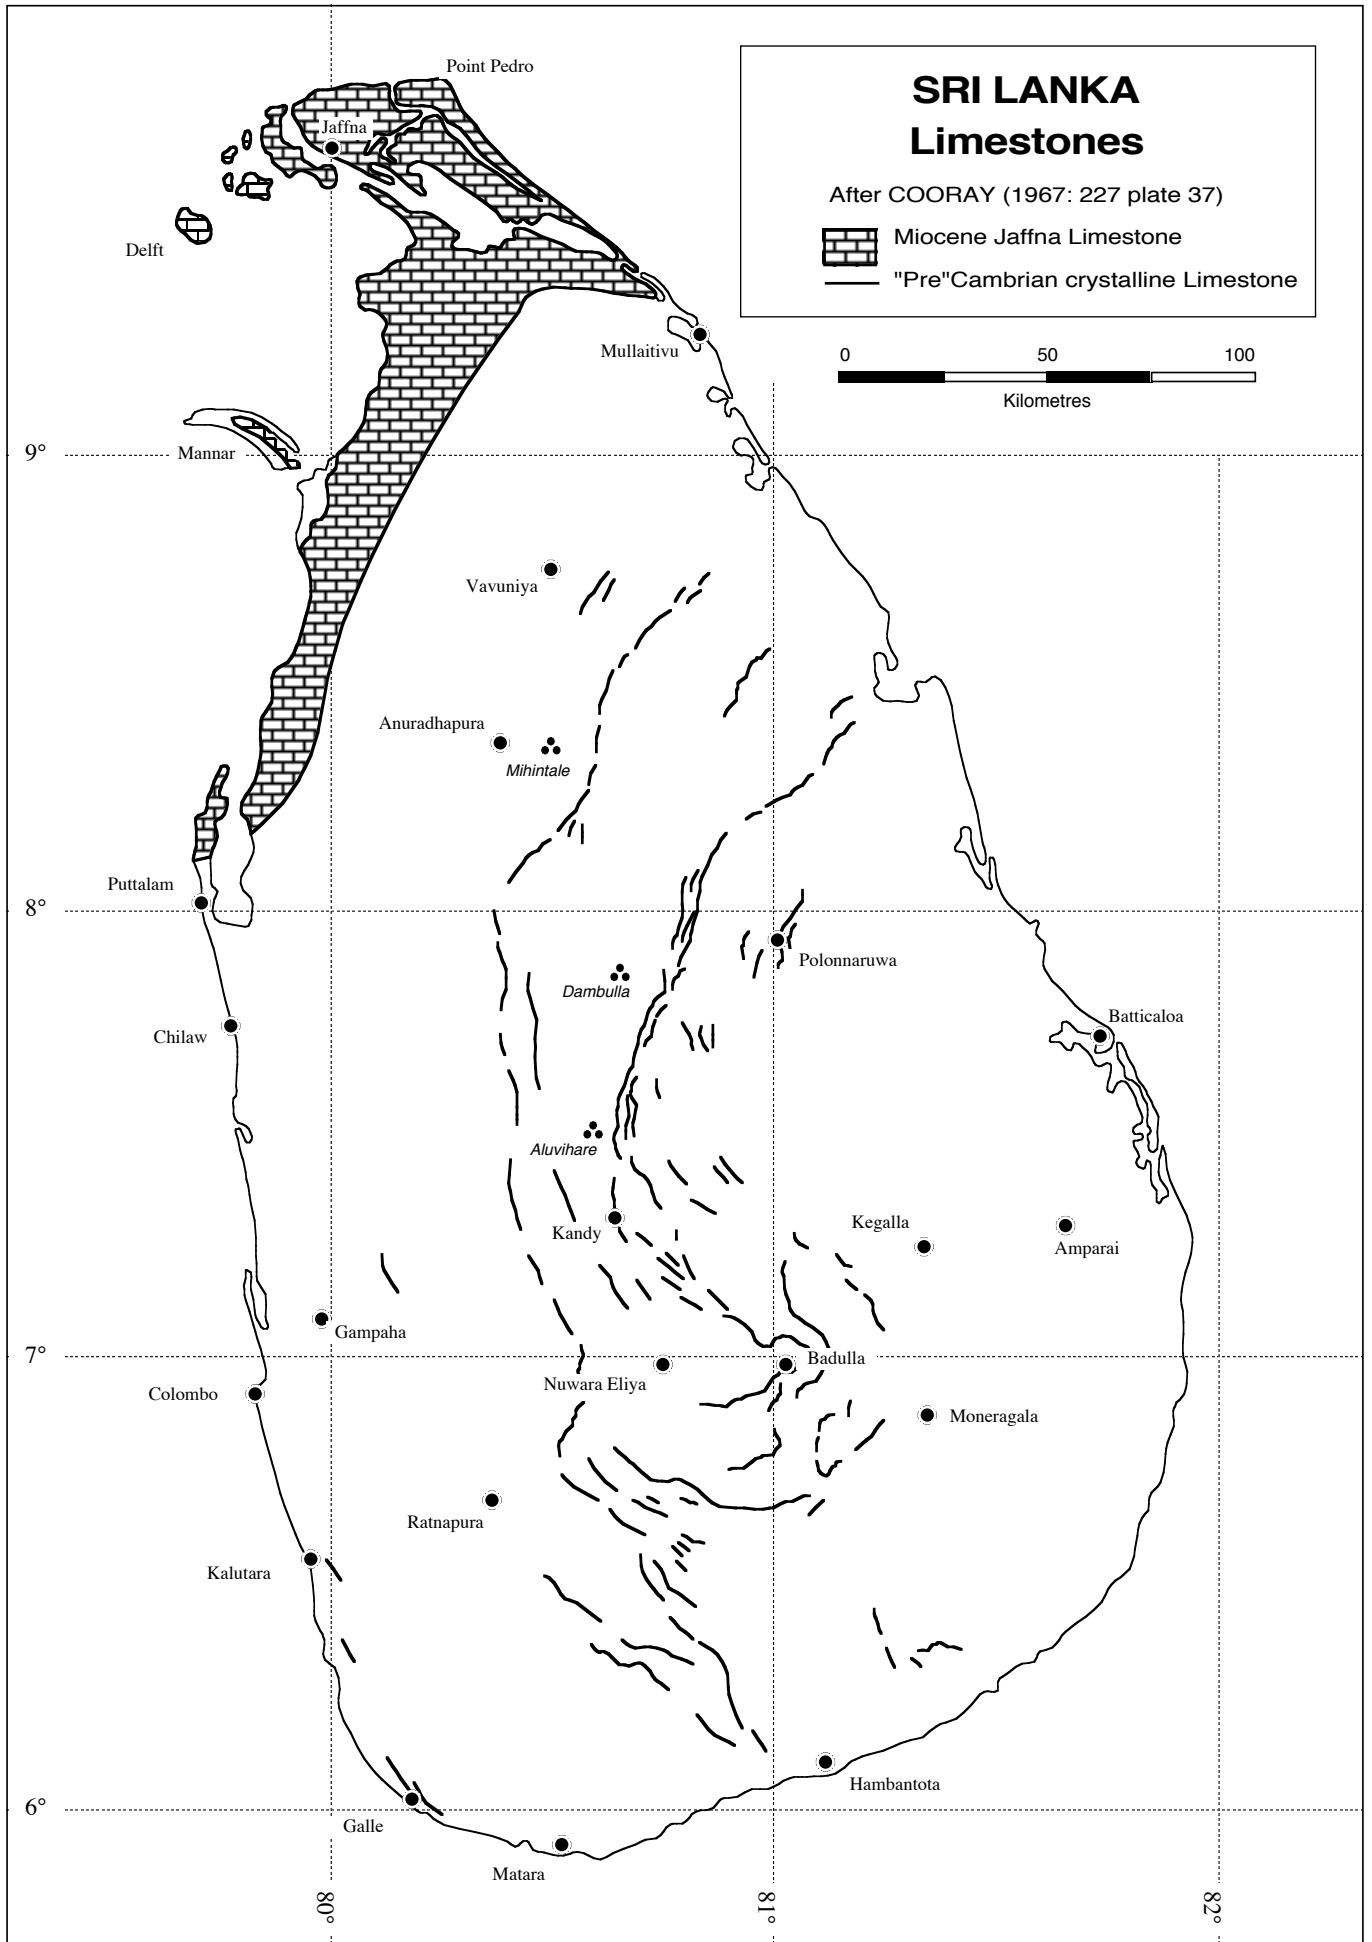 Point Pedro
SRI LANKA
Limestones
Jaffna
After COORAY (1967: 227 plate 37)
Miocene Jaffna Limestone
Delft
"Pre"Cambrian crystalline Limestone
Mullaitivu
0 50 100
Kilometres
9°
Mannar
Vavuniya
Anuradhapura
Mihintale
Puttalam
8°
Polonnaruwa
Dambulla
Batticaloa
Chilaw
Aluvihare
Kegalla
Kandy
Amparai
Gampaha
7°
Badulla
Nuwara Eliya
Colombo
Moneragala
Ratnapura
Kalutara
Hambantota
6°
Galle
Matara
80° 81° 82°